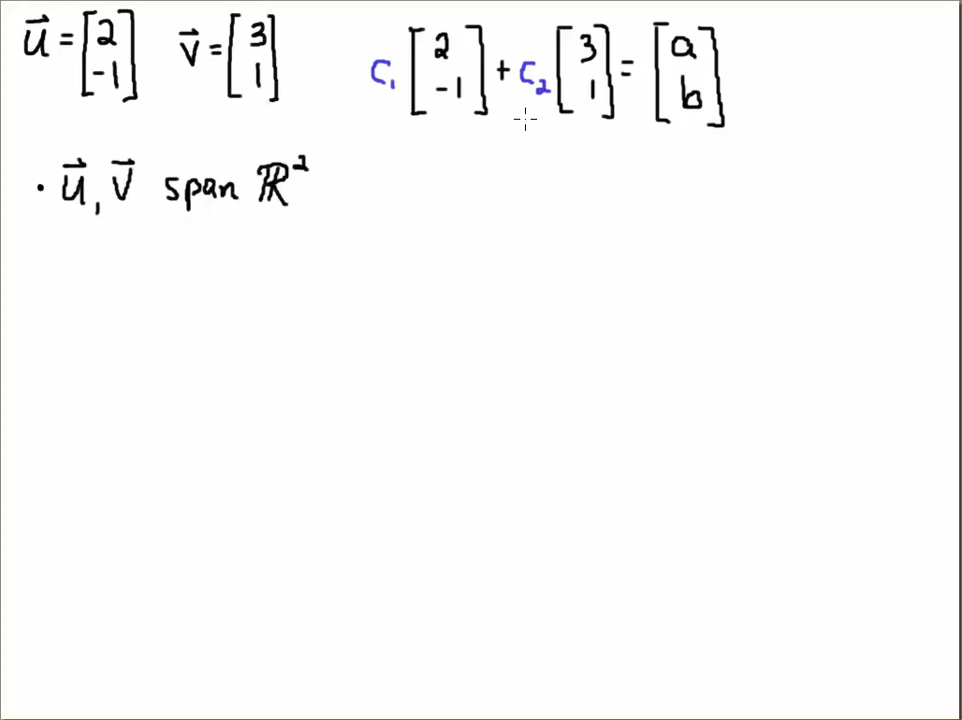 u⃗ = [2 -1] v⃗ = [3 1] c₁ [2 -1] + c₂ [3 1] = [a b]
· u⃗, v⃗ span ℝ²